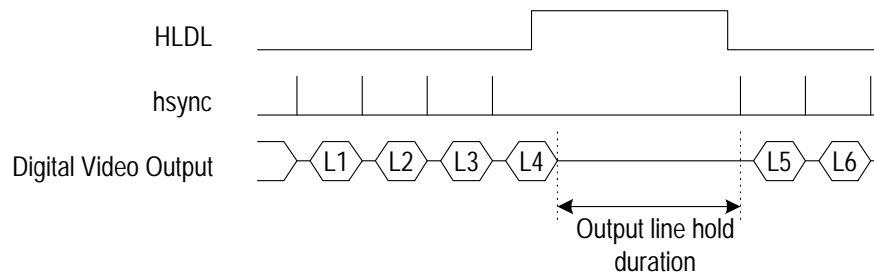 HLDL
hsync
Digital Video Output L1 L2 L3 L4 L5 L6
Output line hold
duration